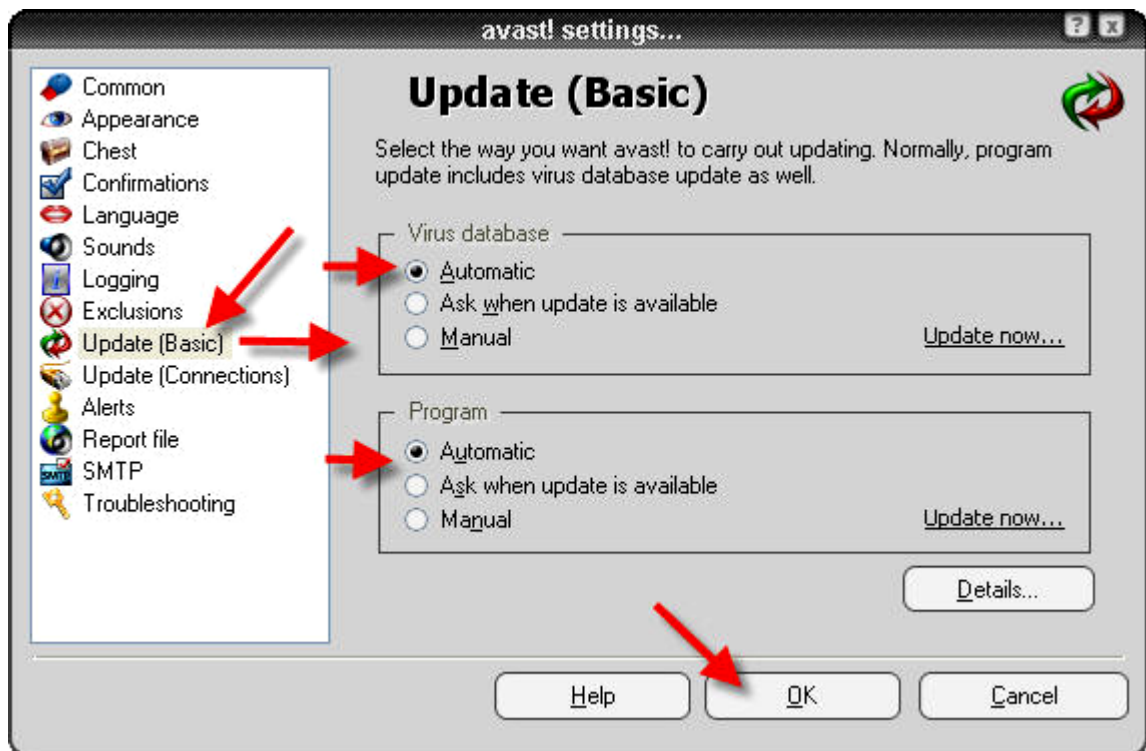 avast! settings...
? x
Common
Appearance
Chest
Confirmations
Language
Sounds
Logging
Exclusions
Update (Basic)
Update (Connections)
Alerts
Report file
SMTP
Troubleshooting
Update (Basic)
Select the way you want avast! to carry out updating. Normally, program
update includes virus database update as well.
Virus database
Automatic
Ask when update is available
Manual
Update now...
Program
Automatic
Ask when update is available
Manual
Update now...
Details...
Help
OK
Cancel